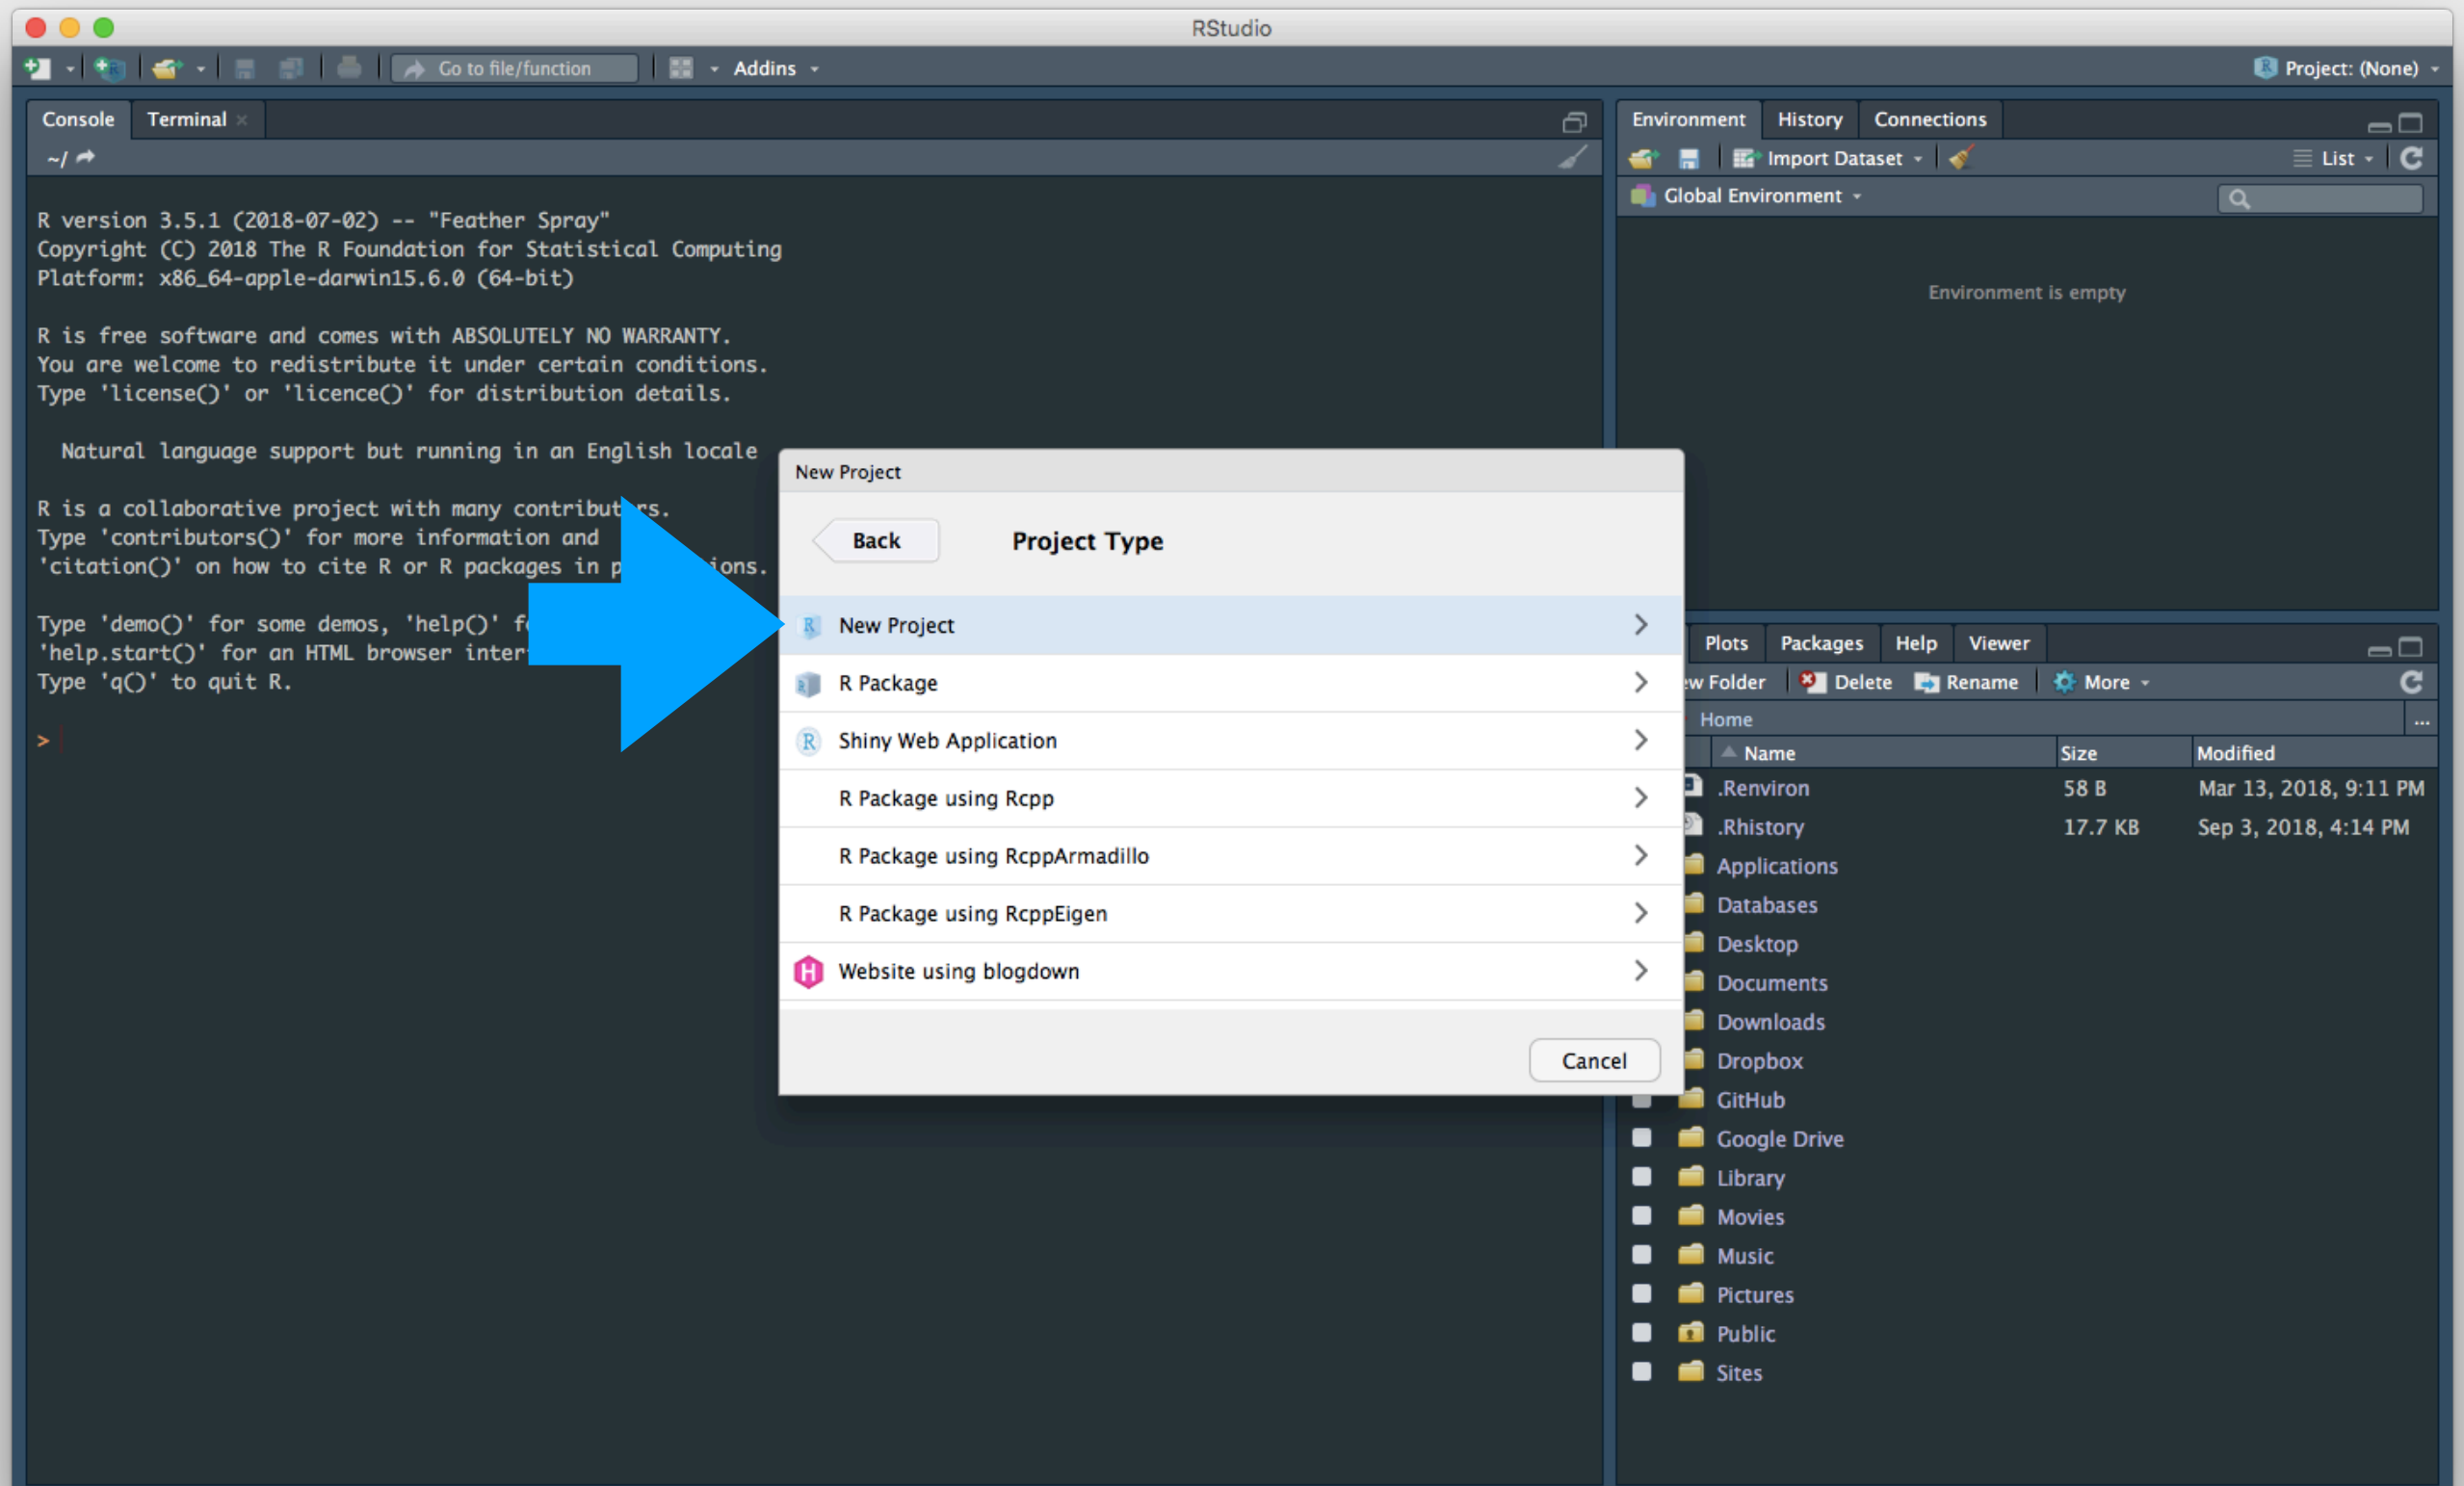 RStudio
Go to file/function
Addins
Project: (None)
Console Terminal
~/
R version 3.5.1 (2018-07-02) -- "Feather Spray"
Copyright (C) 2018 The R Foundation for Statistical Computing
Platform: x86_64-apple-darwin15.6.0 (64-bit)
R is free software and comes with ABSOLUTELY NO WARRANTY.
You are welcome to redistribute it under certain conditions.
Type 'license()' or 'licence()' for distribution details.
Natural language support but running in an English locale
R is a collaborative project with many contributors.
Type 'contributors()' for more information and
'citation()' on how to cite R or R packages in p ions.
Type 'demo()' for some demos, 'help()' f
'help.start()' for an HTML browser inter
Type 'q()' to quit R.
>
New Project
Back Project Type
New Project
R Package
Shiny Web Application
R Package using Rcpp
R Package using RcppArmadillo
R Package using RcppEigen
Website using blogdown
Cancel
Environment History Connections
Import Dataset List
Global Environment
Environment is empty
Plots Packages Help Viewer
w Folder Delete Rename More
Home ...
Name Size Modified
.Renviron 58 B Mar 13, 2018, 9:11 PM
.Rhistory 17.7 KB Sep 3, 2018, 4:14 PM
Applications
Databases
Desktop
Documents
Downloads
Dropbox
GitHub
Google Drive
Library
Movies
Music
Pictures
Public
Sites